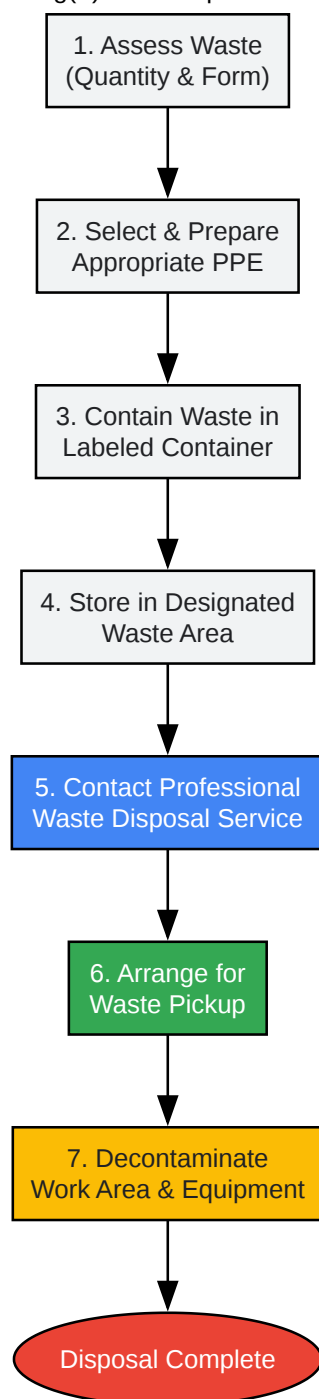 1. Assess Waste
(Quantity & Form)
2. Select & Prepare
Appropriate PPE
3. Contain Waste in
Labeled Container
4. Store in Designated
Waste Area
5. Contact Professional
Waste Disposal Service
6. Arrange for
Waste Pickup
7. Decontaminate
Work Area & Equipment
Disposal Complete